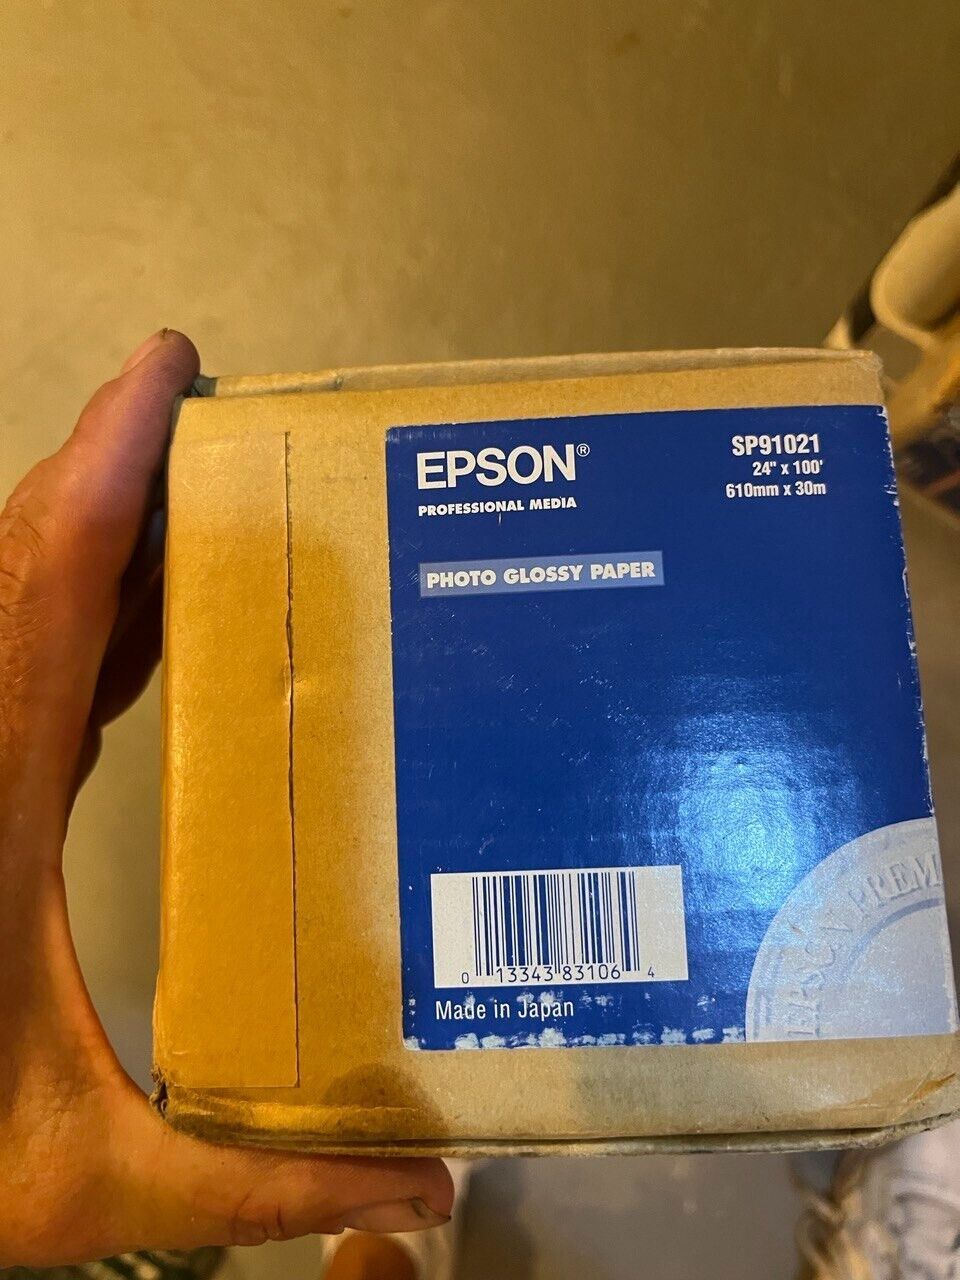 EPSON®
PROFESSIONAL MEDIA
SP91021
24" x 100'
610mm x 30m
PHOTO GLOSSY PAPER
0 13343 83106 4
Made in Japan